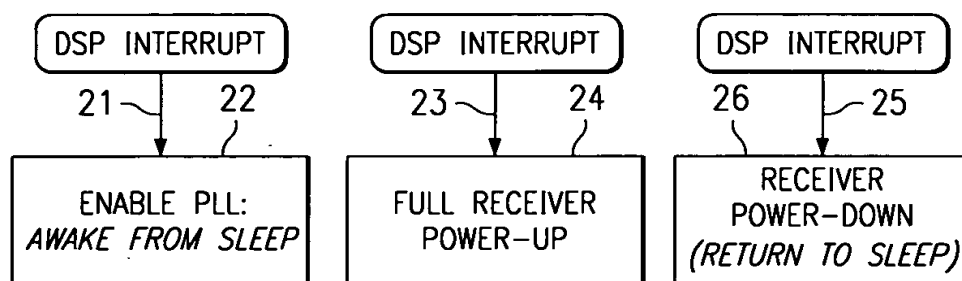 DSP INTERRUPT
21
22
ENABLE PLL:
AWAKE FROM SLEEP
DSP INTERRUPT
23
24
FULL RECEIVER
POWER-UP
DSP INTERRUPT
26
25
RECEIVER
POWER-DOWN
(RETURN TO SLEEP)